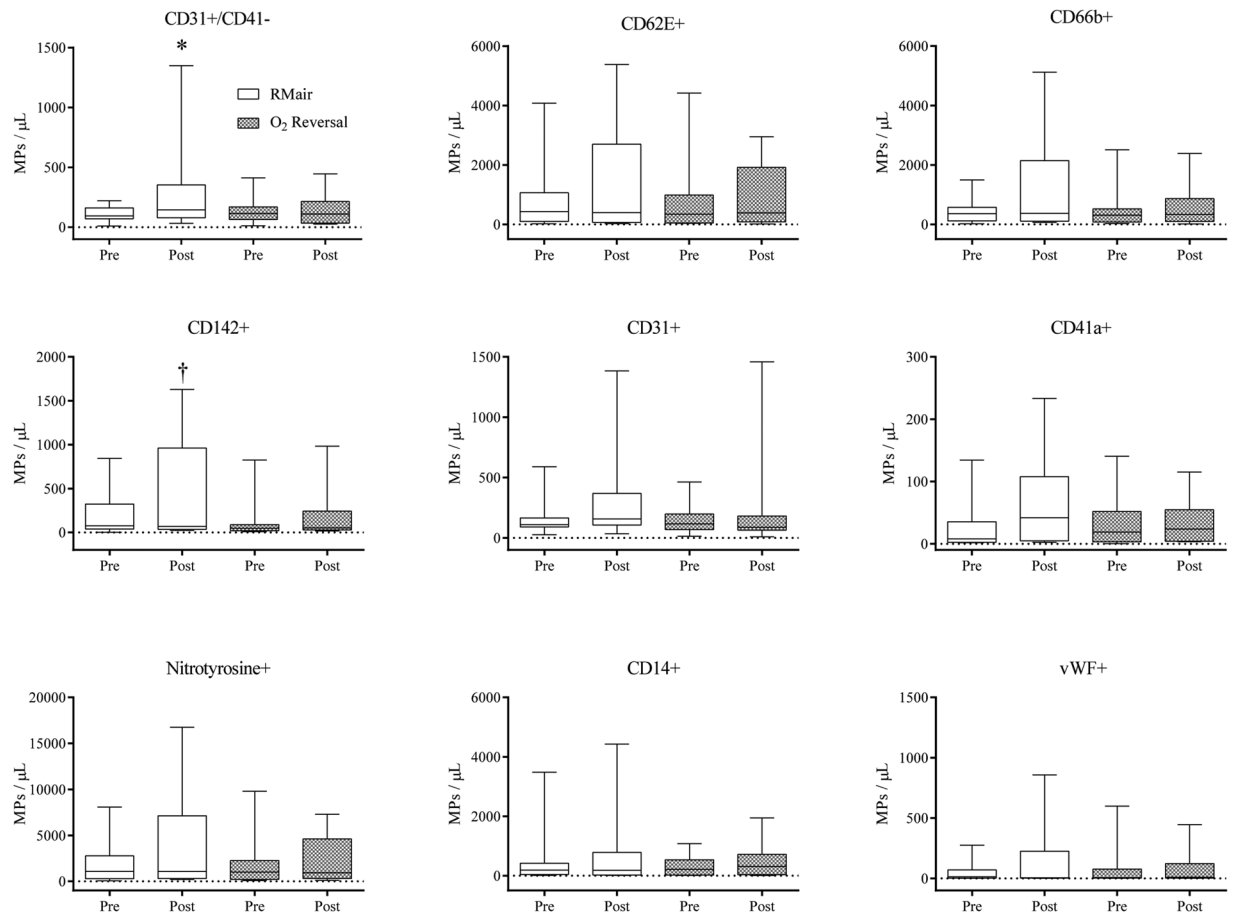 CD31+/CD41-
CD62E+
CD66b+
1500
1000
500
0
MPs / μL
*
RMair
O₂ Reversal
Pre
Post
Pre
Post
6000
4000
2000
0
MPs / μL
Pre
Post
Pre
Post
6000
4000
2000
0
MPs / μL
Pre
Post
Pre
Post
CD142+
CD31+
CD41a+
2000
1500
1000
500
0
MPs / μL
†
Pre
Post
Pre
Post
1500
1000
500
0
MPs / μL
Pre
Post
Pre
Post
300
200
100
0
MPs / μL
Pre
Post
Pre
Post
Nitrotyrosine+
CD14+
vWF+
20000
15000
10000
5000
0
MPs / μL
Pre
Post
Pre
Post
6000
4000
2000
0
MPs / μL
Pre
Post
Pre
Post
1500
1000
500
0
MPs / μL
Pre
Post
Pre
Post